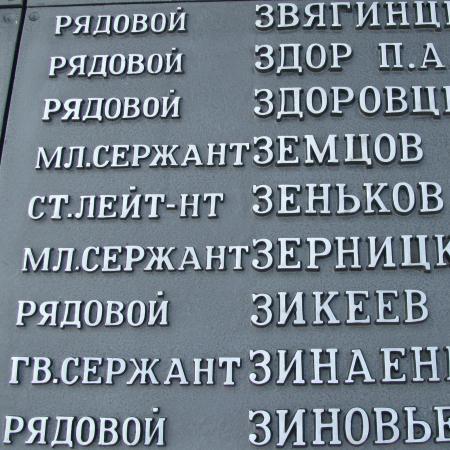 РЯДОВОЙ ЗВЯГИНЦ
РЯДОВОЙ ЗДОР П.А
РЯДОВОЙ ЗДОРОВЦ
МЛ.СЕРЖАНТ ЗЕМЦОВ
СТ.ЛЕЙТ-НТ ЗЕНЬКОВ
МЛ.СЕРЖАНТ ЗЕРНИЦК
РЯДОВОЙ ЗИКЕЕВ
ГВ.СЕРЖАНТ ЗИНАЕН
РЯДОВОЙ ЗИНОВЬЕ